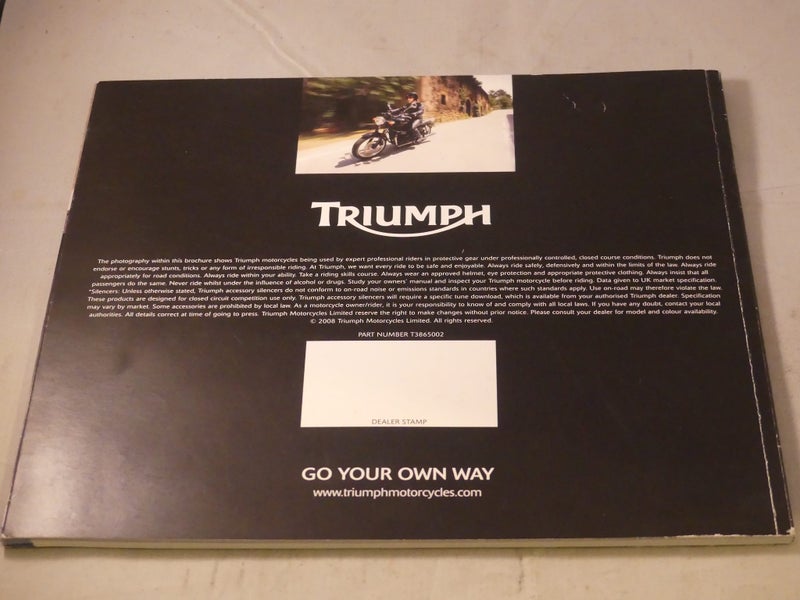 TRIUMPH
The photography within this brochure shows Triumph motorcycles being used by expert professional riders in protective gear under professionally controlled, closed course conditions. Triumph does not
endorse or encourage stunts, tricks or any form of irresponsible riding. At Triumph, we want every ride to be safe and enjoyable. Always ride safely, defensively and within the limits of the law. Always ride
appropriately for road conditions. Always ride within your ability. Take a riding skills course. Always wear an approved helmet, eye protection and appropriate protective clothing. Always insist that all
passengers do the same. Never ride whilst under the influence of alcohol or drugs. Study your owners' manual and inspect your Triumph motorcycle before riding. Data given to UK market specification.
*Silencers: Unless otherwise stated, Triumph accessory silencers do not conform to on-road noise or emissions standards in countries where such standards apply. Use on-road may therefore violate the law.
These products are designed for closed circuit competition use only. Triumph accessory silencers will require a specific tune download, which is available from your authorised Triumph dealer. Specification
may vary by market. Some accessories are prohibited by local law. As a motorcycle owner/rider, it is your responsibility to know of and comply with all local laws. If you have any doubt, contact your local
authorities. All details correct at time of going to press. Triumph Motorcycles Limited reserve the right to make changes without prior notice. Please consult your dealer for model and colour availability.
© 2008 Triumph Motorcycles Limited. All rights reserved.
PART NUMBER T3865002
DEALER STAMP
GO YOUR OWN WAY
www.triumphmotorcycles.com